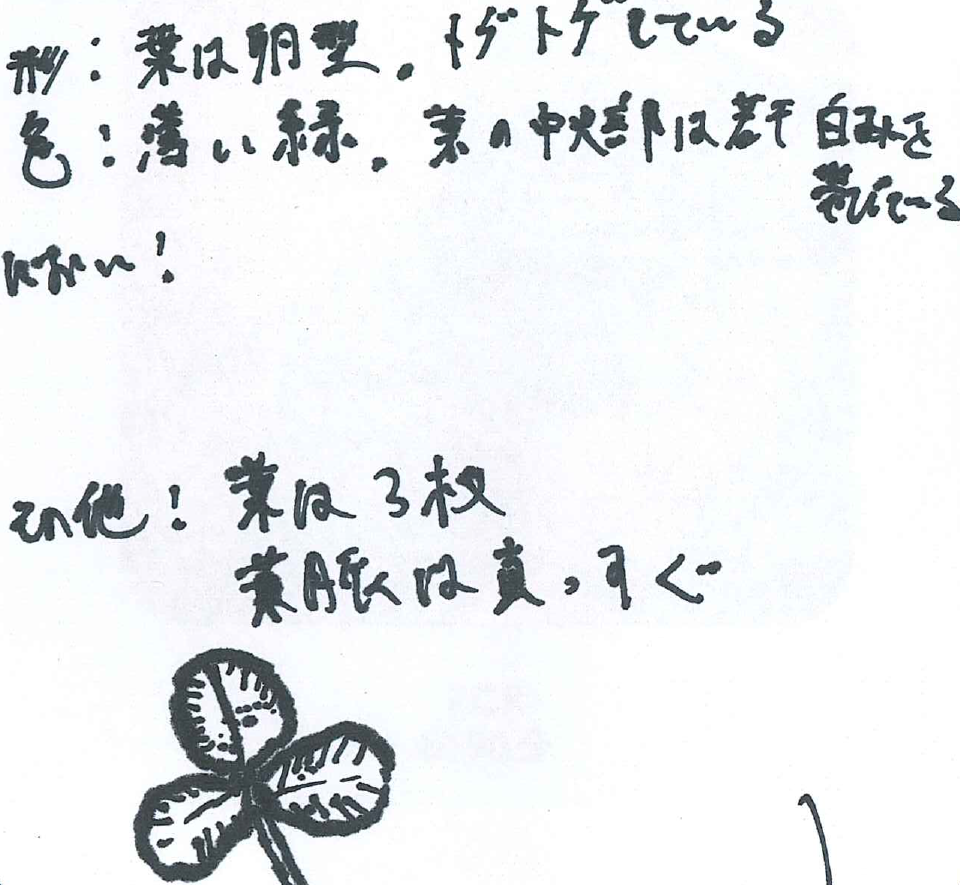 形：葉は卵型。トゲトゲしている
色：薄い緑。葉の中央部は若干 白みを
帯びている
におい：
その他：葉は3枚
葉脈は真っすぐ